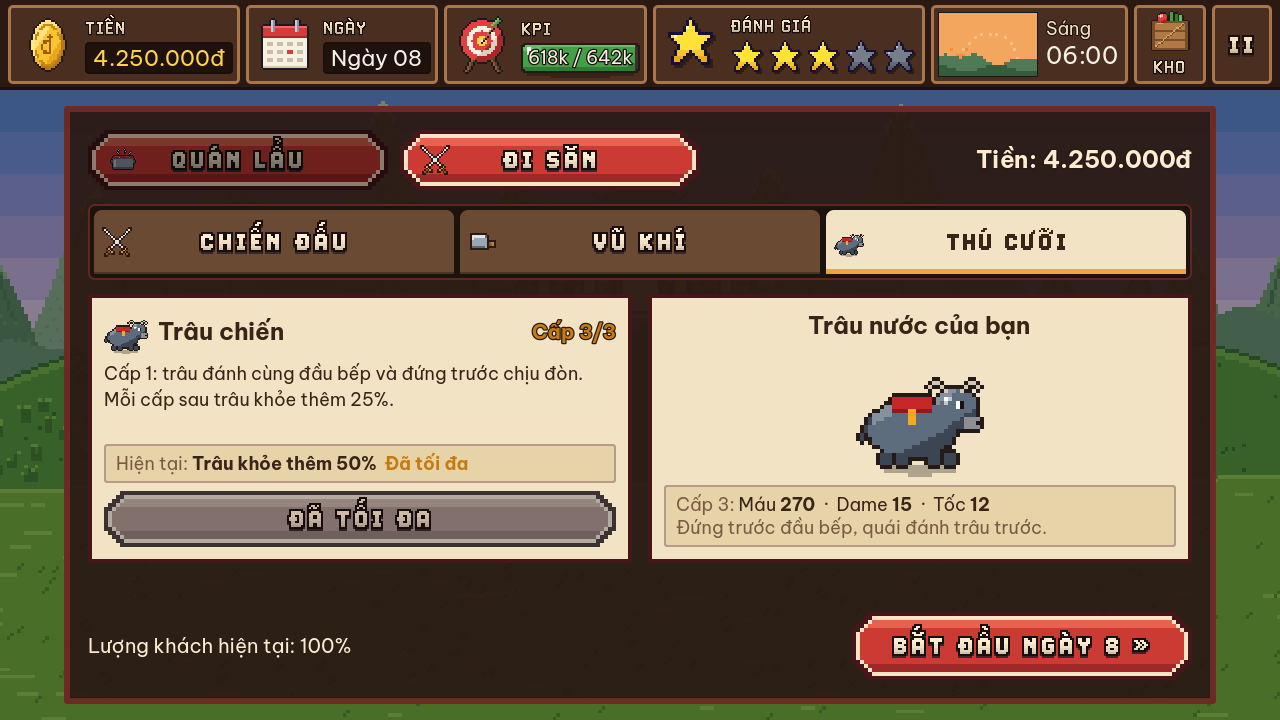 TIỀN
4.250.000đ
NGÀY
Ngày 08
KPI
618k / 642k
ĐÁNH GIÁ
Sáng
06:00
KHO
QUÁN LẨU
ĐI SĂN
Tiền: 4.250.000đ
CHIẾN ĐẤU
VŨ KHÍ
THÚ CƯỠI
Trâu chiến
Cấp 3/3
Cấp 1: trâu đánh cùng đầu bếp và đứng trước chịu đòn.
Mỗi cấp sau trâu khỏe thêm 25%.
Hiện tại: Trâu khỏe thêm 50% Đã tối đa
ĐÃ TỐI ĐA
Trâu nước của bạn
Cấp 3: Máu 270 · Dame 15 · Tốc 12
Đứng trước đầu bếp, quái đánh trâu trước.
Lượng khách hiện tại: 100%
BẮT ĐẦU NGÀY 8 »